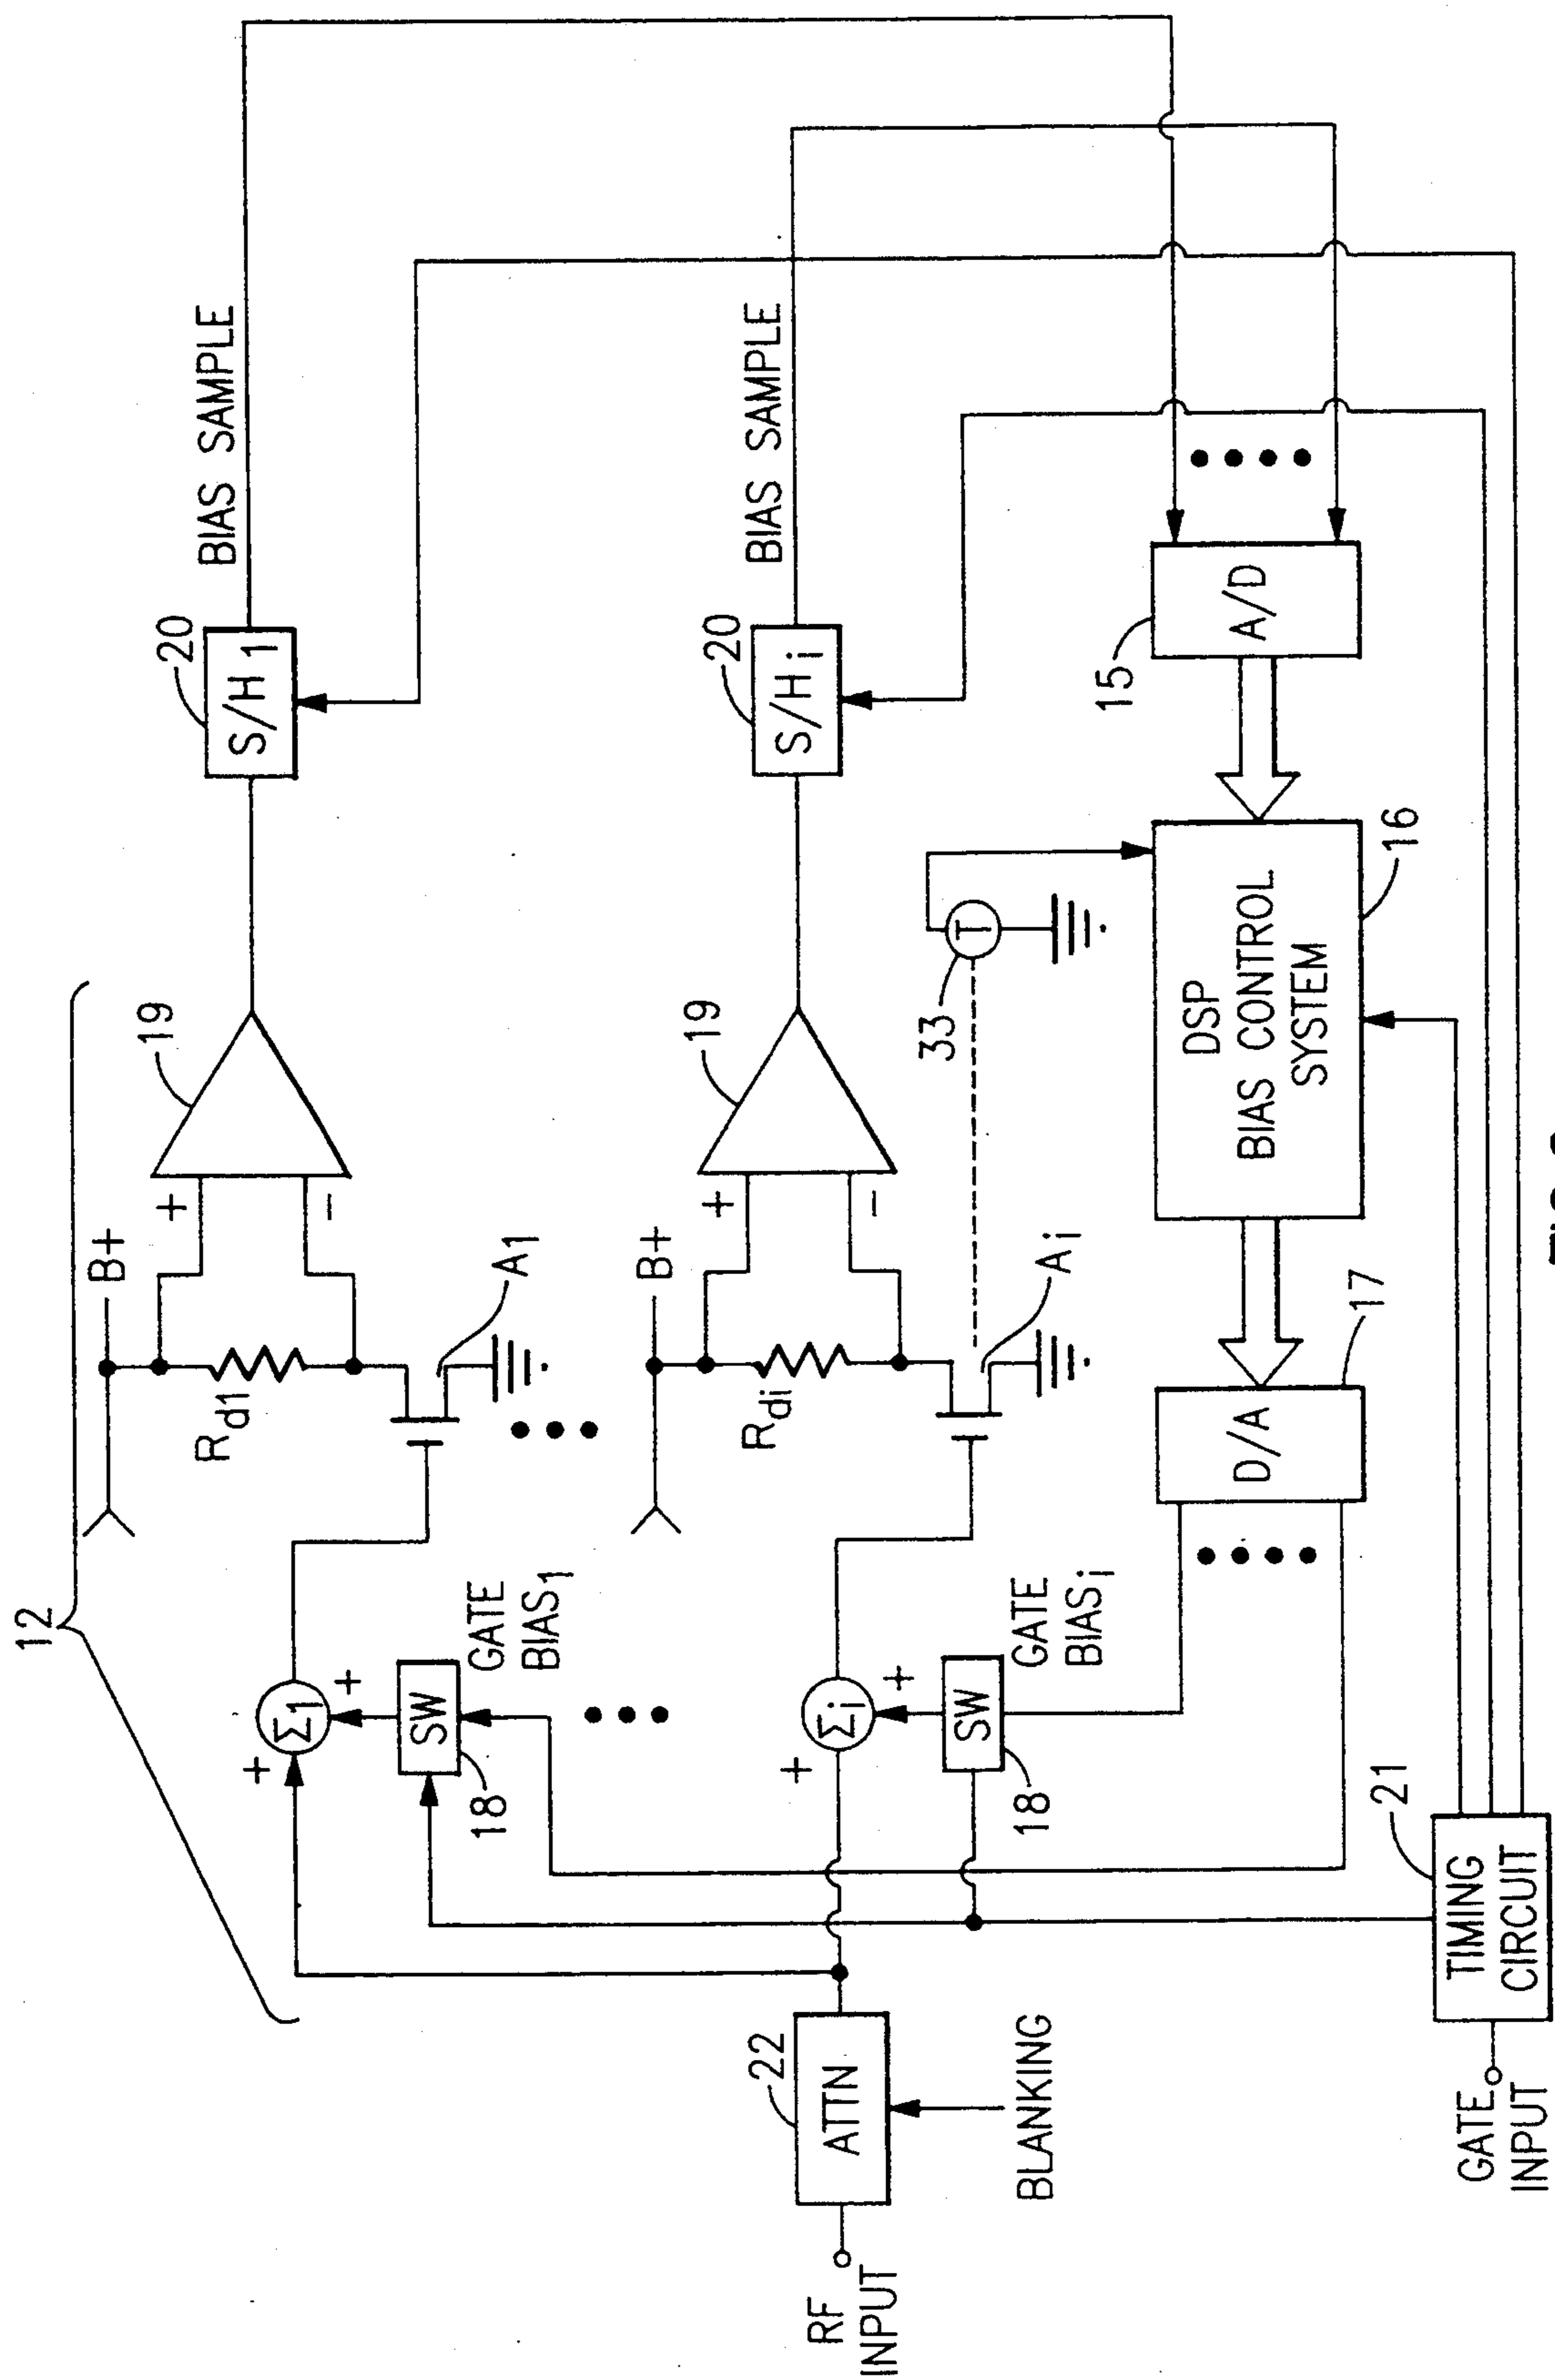 12
B+
19
20
BIAS SAMPLE
+
−
S/H 1
Rd1
A1
Σ1
+
+
SW
18
GATE
BIAS1
B+
19
20
BIAS SAMPLE
+
−
S/H i
Rdi
Ai
33
T
Σi
+
+
SW
18
GATE
BIASi
RF
INPUT
22
ATTN
BLANKING
D/A
17
DSP
BIAS CONTROL
SYSTEM
16
15
A/D
GATE
INPUT
21
TIMING
CIRCUIT